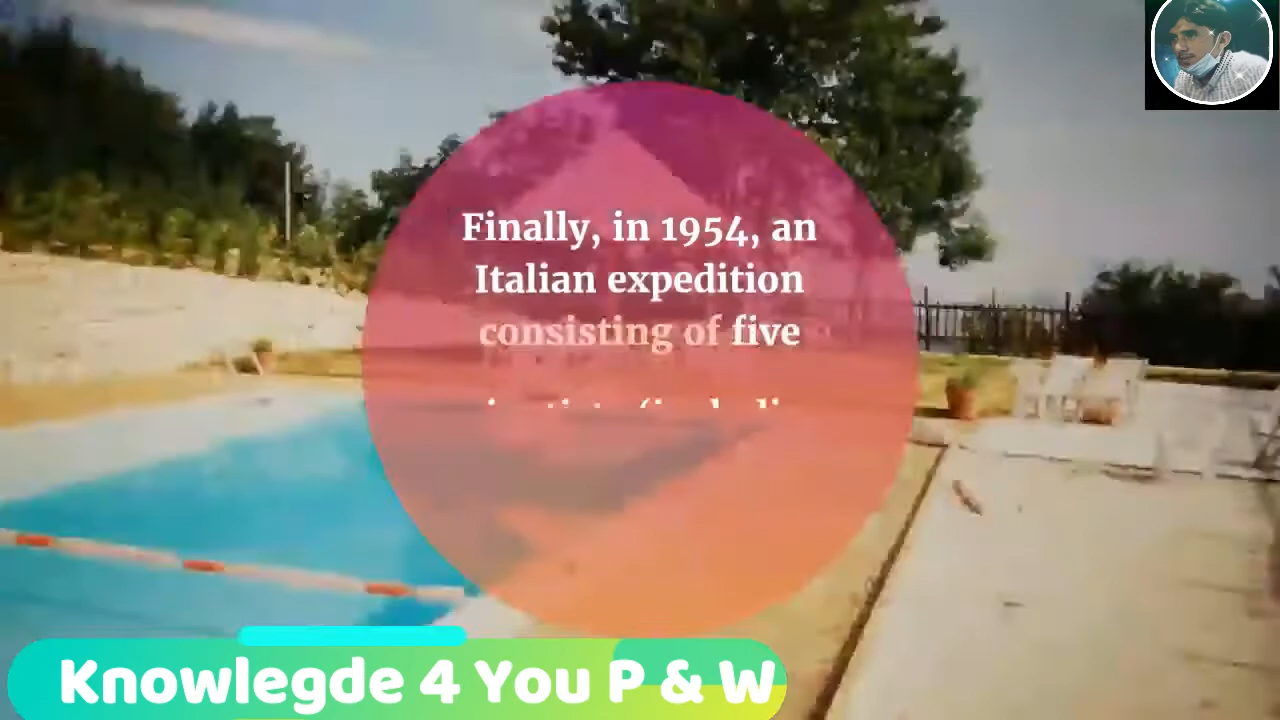 Finally, in 1954, an
Italian expedition
consisting of five
Knowlegde 4 You P & W